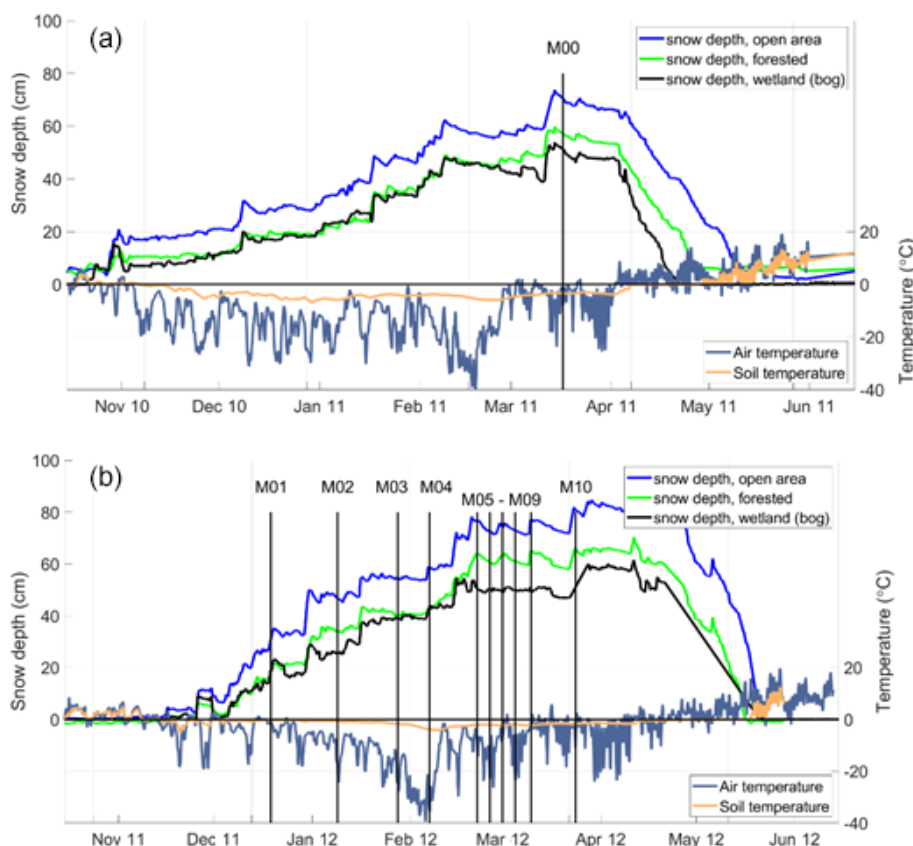 (a)
100
80
60
40
20
0
Snow depth (cm)
M00
snow depth, open area
snow depth, forested
snow depth, wetland (bog)
20
0
-20
-40
Temperature (°C)
Air temperature
Soil temperature
Nov 10 Dec 10 Jan 11 Feb 11 Mar 11 Apr 11 May 11 Jun 11
(b)
100
80
60
40
20
0
Snow depth (cm)
M01 M02 M03 M04 M05 - M09 M10
snow depth, open area
snow depth, forested
snow depth, wetland (bog)
20
0
-20
-40
Temperature (°C)
Air temperature
Soil temperature
Nov 11 Dec 11 Jan 12 Feb 12 Mar 12 Apr 12 May 12 Jun 12